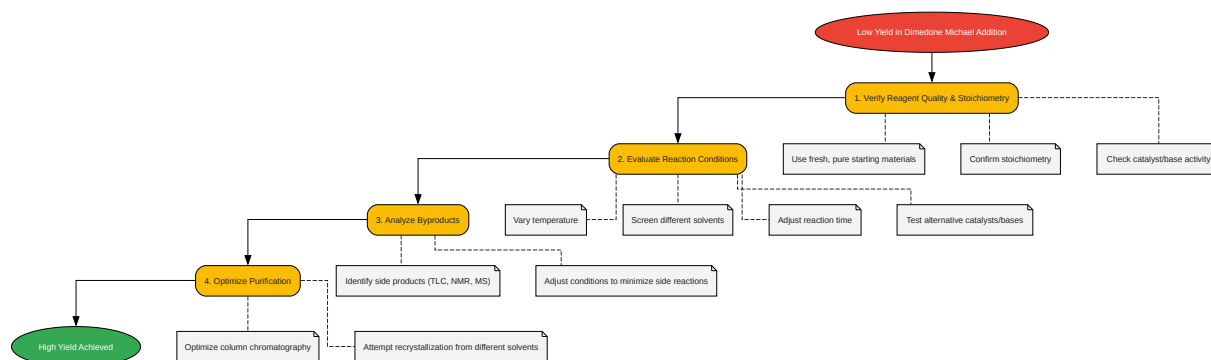 Low Yield in Dimedone Michael Addition
1. Verify Reagent Quality & Stoichiometry
Use fresh, pure starting materials
Confirm stoichiometry
Check catalyst/base activity
2. Evaluate Reaction Conditions
Vary temperature
Screen different solvents
Adjust reaction time
Test alternative catalysts/bases
3. Analyze Byproducts
Identify side products (TLC, NMR, MS)
Adjust conditions to minimize side reactions
4. Optimize Purification
Optimize column chromatography
Attempt recrystallization from different solvents
High Yield Achieved